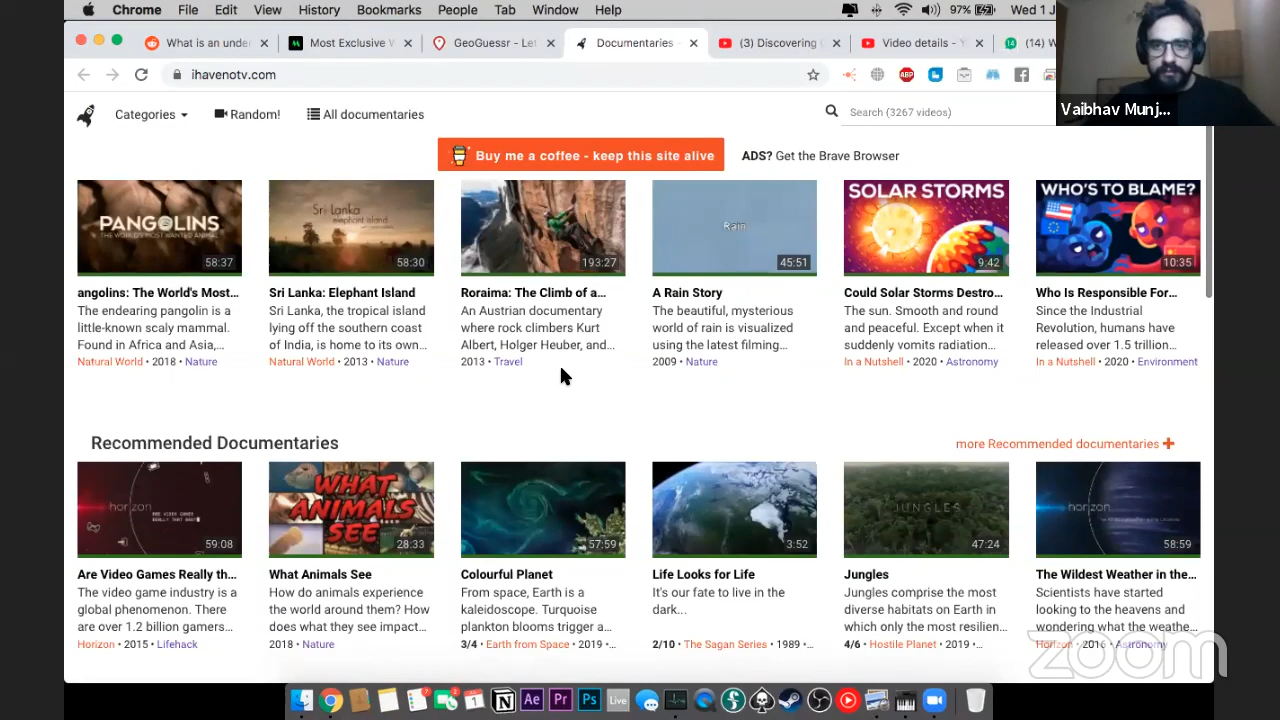 Chrome File Edit View History Bookmarks People Tab Window Help 97% Wed 1 J
What is an unde
Most Exclusive V
GeoGuessr - Let
Documentaries
(3) Discovering
Video details - Y
(14) W
ihavenotv.com
ABP
Vaibhav Munj...
Categories Random! All documentaries Search (3267 videos)
Buy me a coffee - keep this site alive ADS? Get the Brave Browser
PANGOLINS
THE WORLD'S MOST WANTED ANIMAL
58:37
angolins: The World's Most...
The endearing pangolin is a
little-known scaly mammal.
Found in Africa and Asia,...
Natural World • 2018 • Nature
Sri Lanka
elephant island
58:30
Sri Lanka: Elephant Island
Sri Lanka, the tropical island
lying off the southern coast
of India, is home to its own...
Natural World • 2013 • Nature
193:27
Roraima: The Climb of a...
An Austrian documentary
where rock climbers Kurt
Albert, Holger Heuber, and...
2013 • Travel
Rain
45:51
A Rain Story
The beautiful, mysterious
world of rain is visualized
using the latest filming...
2009 • Nature
SOLAR STORMS
9:42
Could Solar Storms Destro...
The sun. Smooth and round
and peaceful. Except when it
suddenly vomits radiation...
In a Nutshell • 2020 • Astronomy
WHO'S TO BLAME?
10:35
Who Is Responsible For...
Since the Industrial
Revolution, humans have
released over 1.5 trillion...
In a Nutshell • 2020 • Environment
Recommended Documentaries
more Recommended documentaries
horizon
ARE VIDEO GAMES
REALLY THAT BAD?
59:08
Are Video Games Really th...
The video game industry is a
global phenomenon. There
are over 1.2 billion gamers...
Horizon • 2015 • Lifehack
WHAT
ANIMALS
SEE
28:33
What Animals See
How do animals experience
the world around them? How
does what they see impact...
2018 • Nature
57:59
Colourful Planet
From space, Earth is a
kaleidoscope. Turquoise
plankton blooms trigger a...
3/4 • Earth from Space • 2019 •...
3:52
Life Looks for Life
It's our fate to live in the
dark...
2/10 • The Sagan Series • 1989 •...
JUNGLES
47:24
Jungles
Jungles comprise the most
diverse habitats on Earth in
which only the most resilien...
4/6 • Hostile Planet • 2019 •...
horizon
58:59
The Wildest Weather in the...
Scientists have started
looking to the heavens and
wondering what the weathe...
Horizon • 2016 • Astronomy
zoom
Ae Pr Ps Live